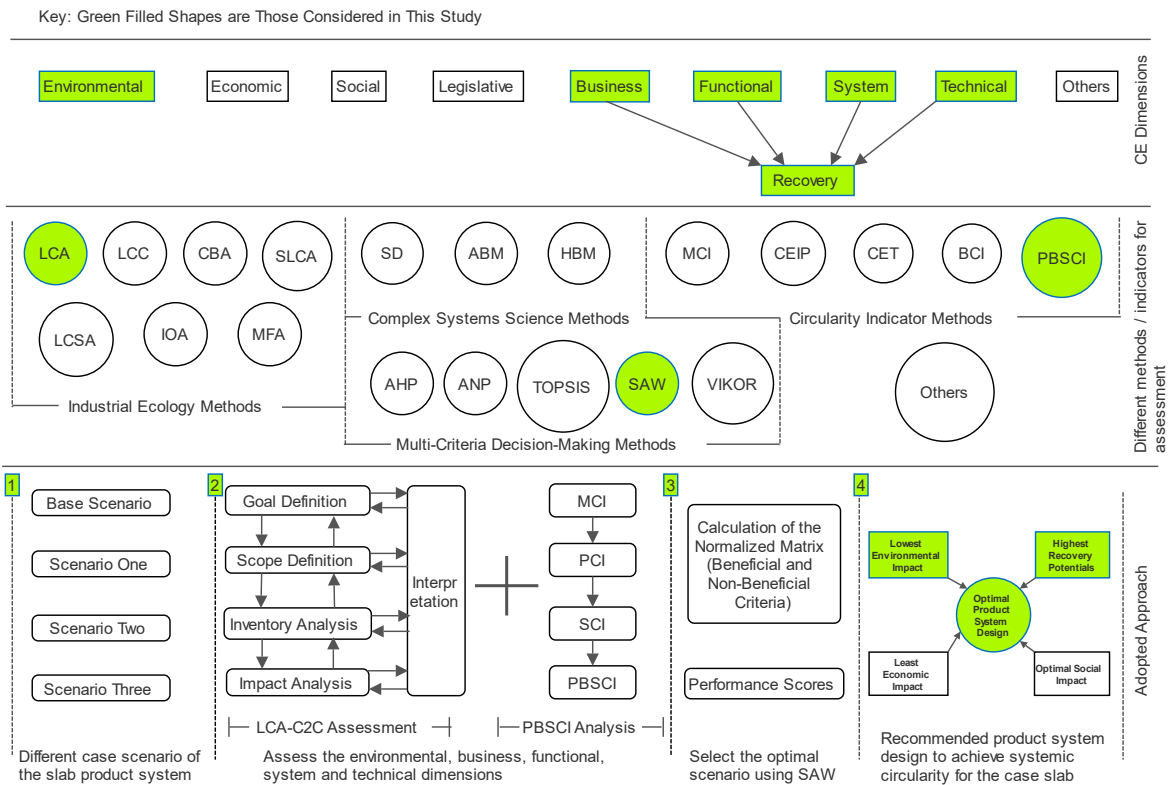 Key: Green Filled Shapes are Those Considered in This Study
Environmental
Economic
Social
Legislative
Business
Functional
System
Technical
Others
Recovery
CE Dimensions
LCA
LCC
CBA
SLCA
LCSA
IOA
MFA
Industrial Ecology Methods
SD
ABM
HBM
Complex Systems Science Methods
MCI
CEIP
CET
BCI
PBSCI
Circularity Indicator Methods
AHP
ANP
TOPSIS
SAW
VIKOR
Multi-Criteria Decision-Making Methods
Others
Different methods / indicators for
assessment
1
Base Scenario
Scenario One
Scenario Two
Scenario Three
Different case scenario of
the slab product system
2
Goal Definition
Scope Definition
Inventory Analysis
Impact Analysis
Interpr
etation
LCA-C2C Assessment
MCI
PCI
SCI
PBSCI
PBSCI Analysis
Assess the environmental, business, functional,
system and technical dimensions
3
Calculation of the
Normalized Matrix
(Beneficial and
Non-Beneficial
Criteria)
Performance Scores
Select the optimal
scenario using SAW
4
Lowest
Environmental
Impact
Highest
Recovery
Potentials
Optimal
Product
System
Design
Least
Economic
Impact
Optimal Social
Impact
Recommended product system
design to achieve systemic
circularity for the case slab
Adopted Approach